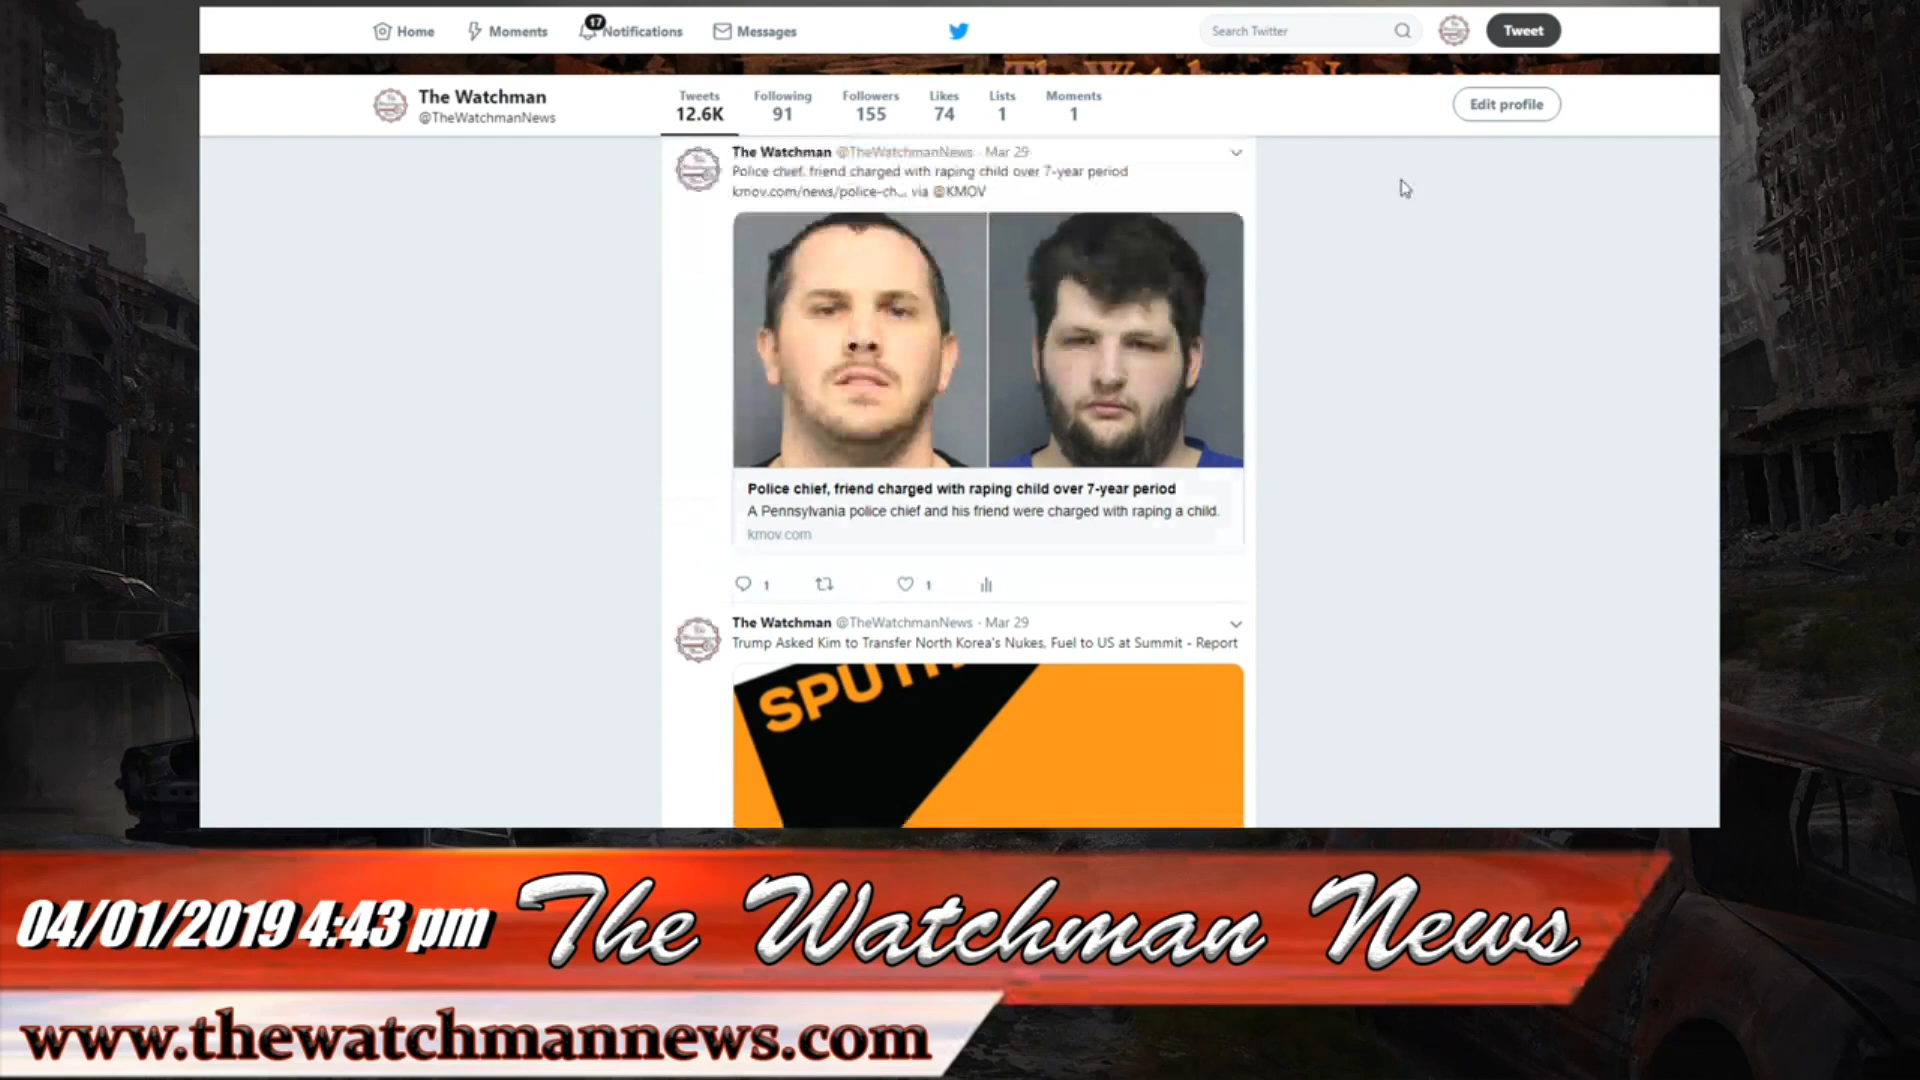 Home Moments 17 Notifications Messages Search Twitter Tweet
The Watchman
@TheWatchmanNews
Tweets Following Followers Likes Lists Moments
12.6K 91 155 74 1 1
Edit profile
The Watchman @TheWatchmanNews · Mar 29
Police chief, friend charged with raping child over 7-year period
kmov.com/news/police-ch... via @KMOV
Police chief, friend charged with raping child over 7-year period
A Pennsylvania police chief and his friend were charged with raping a child.
kmov.com
1 1
The Watchman @TheWatchmanNews · Mar 29
Trump Asked Kim to Transfer North Korea's Nukes, Fuel to US at Summit - Report
04/01/2019 4:43 pm The Watchman News
www.thewatchmannews.com